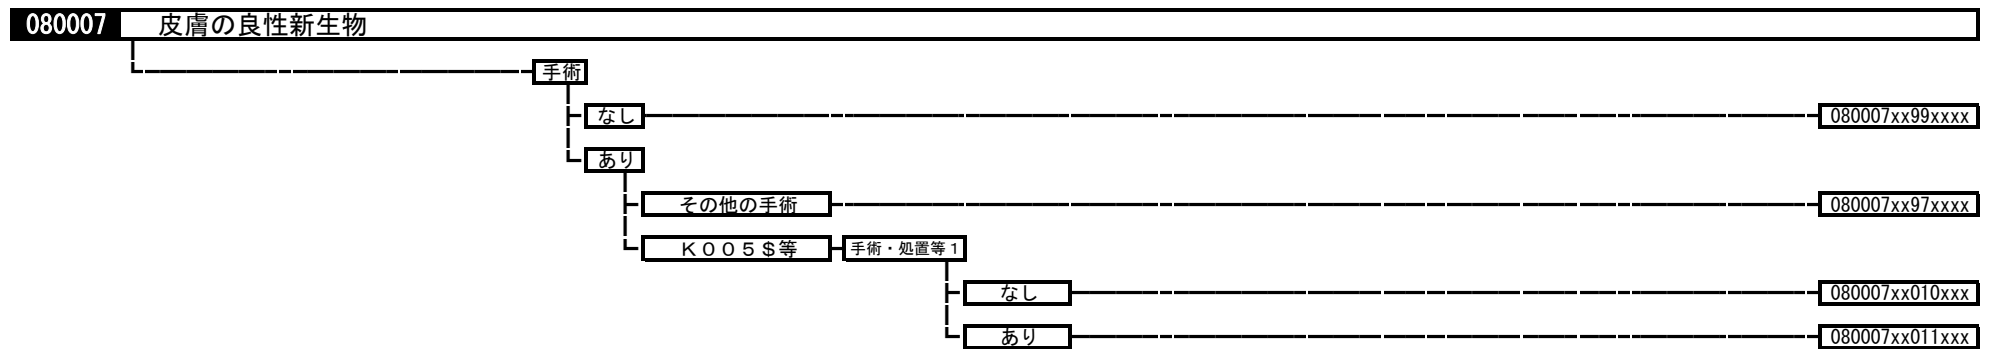 080007 皮膚の良性新生物
手術
なし 080007xx99xxxx
あり
その他の手術 080007xx97xxxx
K005$等 手術・処置等1
なし 080007xx010xxx
あり 080007xx011xxx